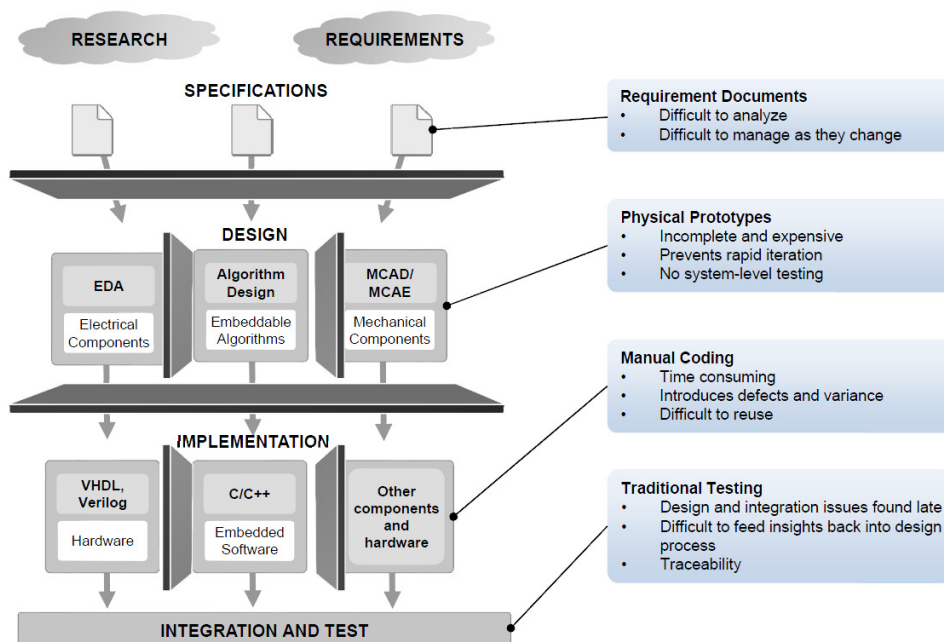 RESEARCH
REQUIREMENTS
SPECIFICATIONS
DESIGN
EDA
Electrical
Components
Algorithm
Design
Embeddable
Algorithms
MCAD/
MCAE
Mechanical
Components
IMPLEMENTATION
VHDL,
Verilog
Hardware
C/C++
Embedded
Software
Other
components
and
hardware
INTEGRATION AND TEST
Requirement Documents
• Difficult to analyze
• Difficult to manage as they change
Physical Prototypes
• Incomplete and expensive
• Prevents rapid iteration
• No system-level testing
Manual Coding
• Time consuming
• Introduces defects and variance
• Difficult to reuse
Traditional Testing
• Design and integration issues found late
• Difficult to feed insights back into design
process
• Traceability